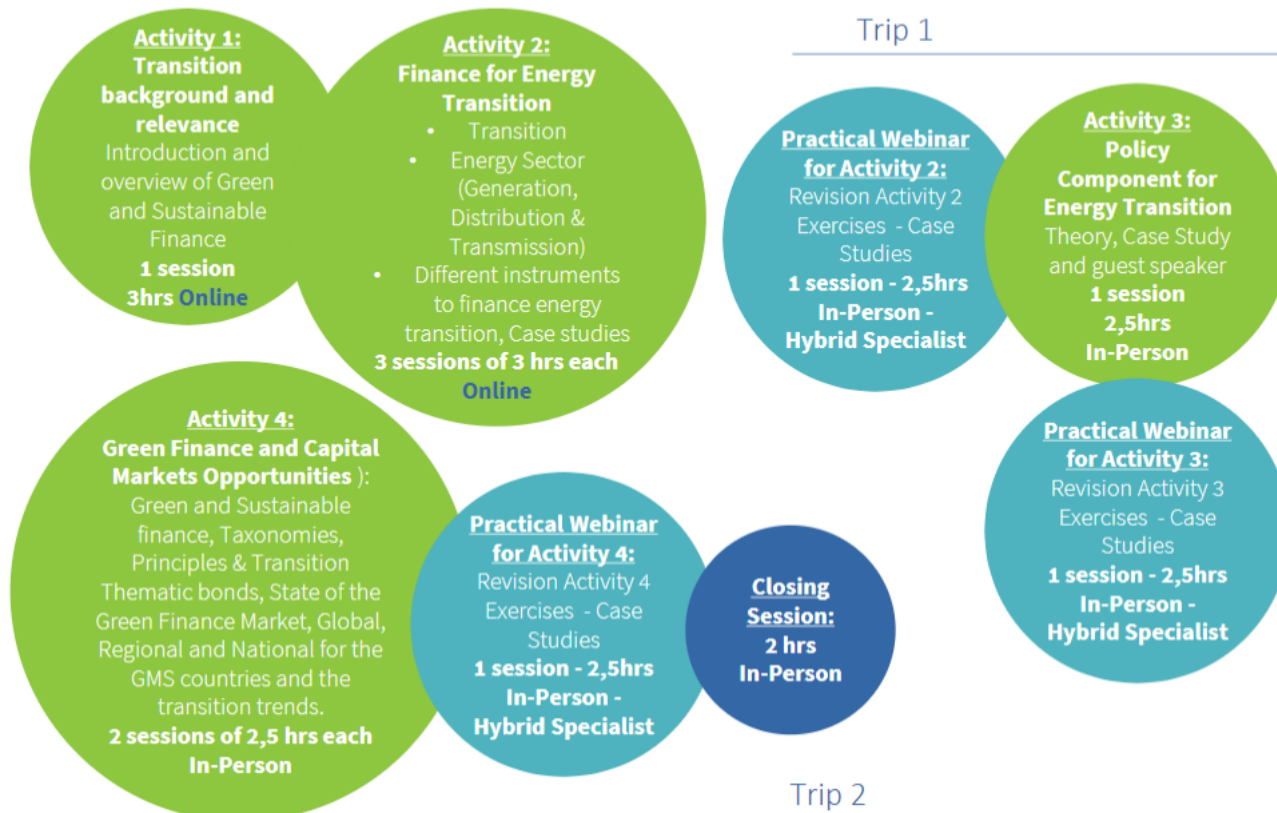 Activity 1:
Transition
background and
relevance
Introduction and
overview of Green
and Sustainable
Finance
1 session
3hrs Online
Activity 2:
Finance for Energy
Transition
• Transition
• Energy Sector
(Generation,
Distribution &
Transmission)
• Different instruments
to finance energy
transition, Case studies
3 sessions of 3 hrs each
Online
Trip 1
Practical Webinar
for Activity 2:
Revision Activity 2
Exercises - Case
Studies
1 session - 2,5hrs
In-Person -
Hybrid Specialist
Activity 3:
Policy
Component for
Energy Transition
Theory, Case Study
and guest speaker
1 session
2,5hrs
In-Person
Practical Webinar
for Activity 3:
Revision Activity 3
Exercises - Case
Studies
1 session - 2,5hrs
In-Person -
Hybrid Specialist
Activity 4:
Green Finance and Capital
Markets Opportunities ):
Green and Sustainable
finance, Taxonomies,
Principles & Transition
Thematic bonds, State of the
Green Finance Market, Global,
Regional and National for the
GMS countries and the
transition trends.
2 sessions of 2,5 hrs each
In-Person
Practical Webinar
for Activity 4:
Revision Activity 4
Exercises - Case
Studies
1 session - 2,5hrs
In-Person -
Hybrid Specialist
Closing
Session:
2 hrs
In-Person
Trip 2